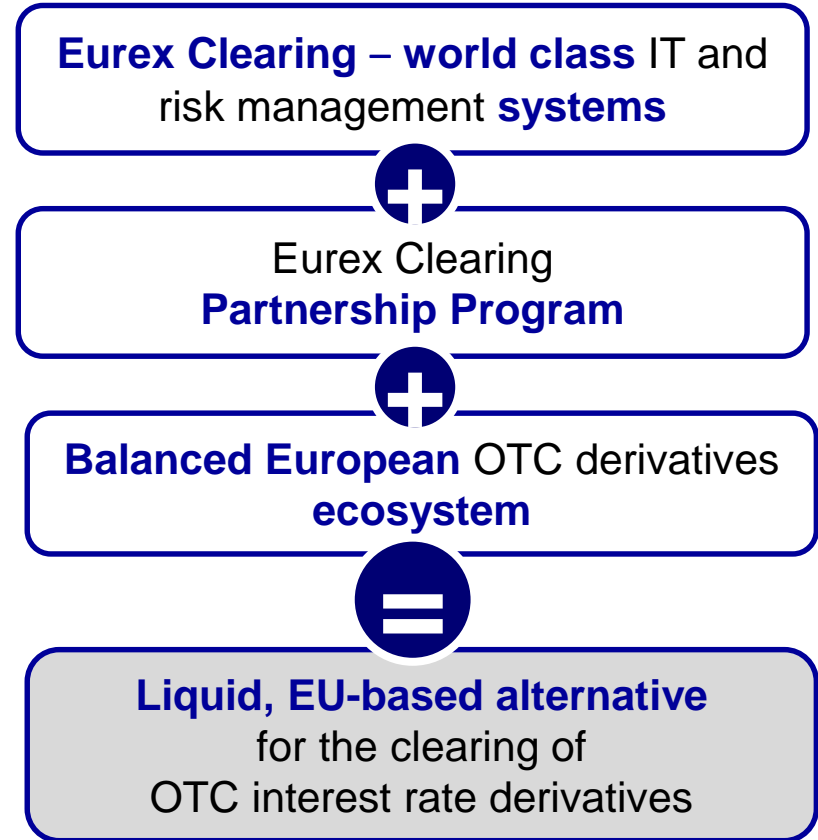 Eurex Clearing – world class IT and
risk management systems
+
Eurex Clearing
Partnership Program
+
Balanced European OTC derivatives
ecosystem
=
Liquid, EU-based alternative
for the clearing of
OTC interest rate derivatives